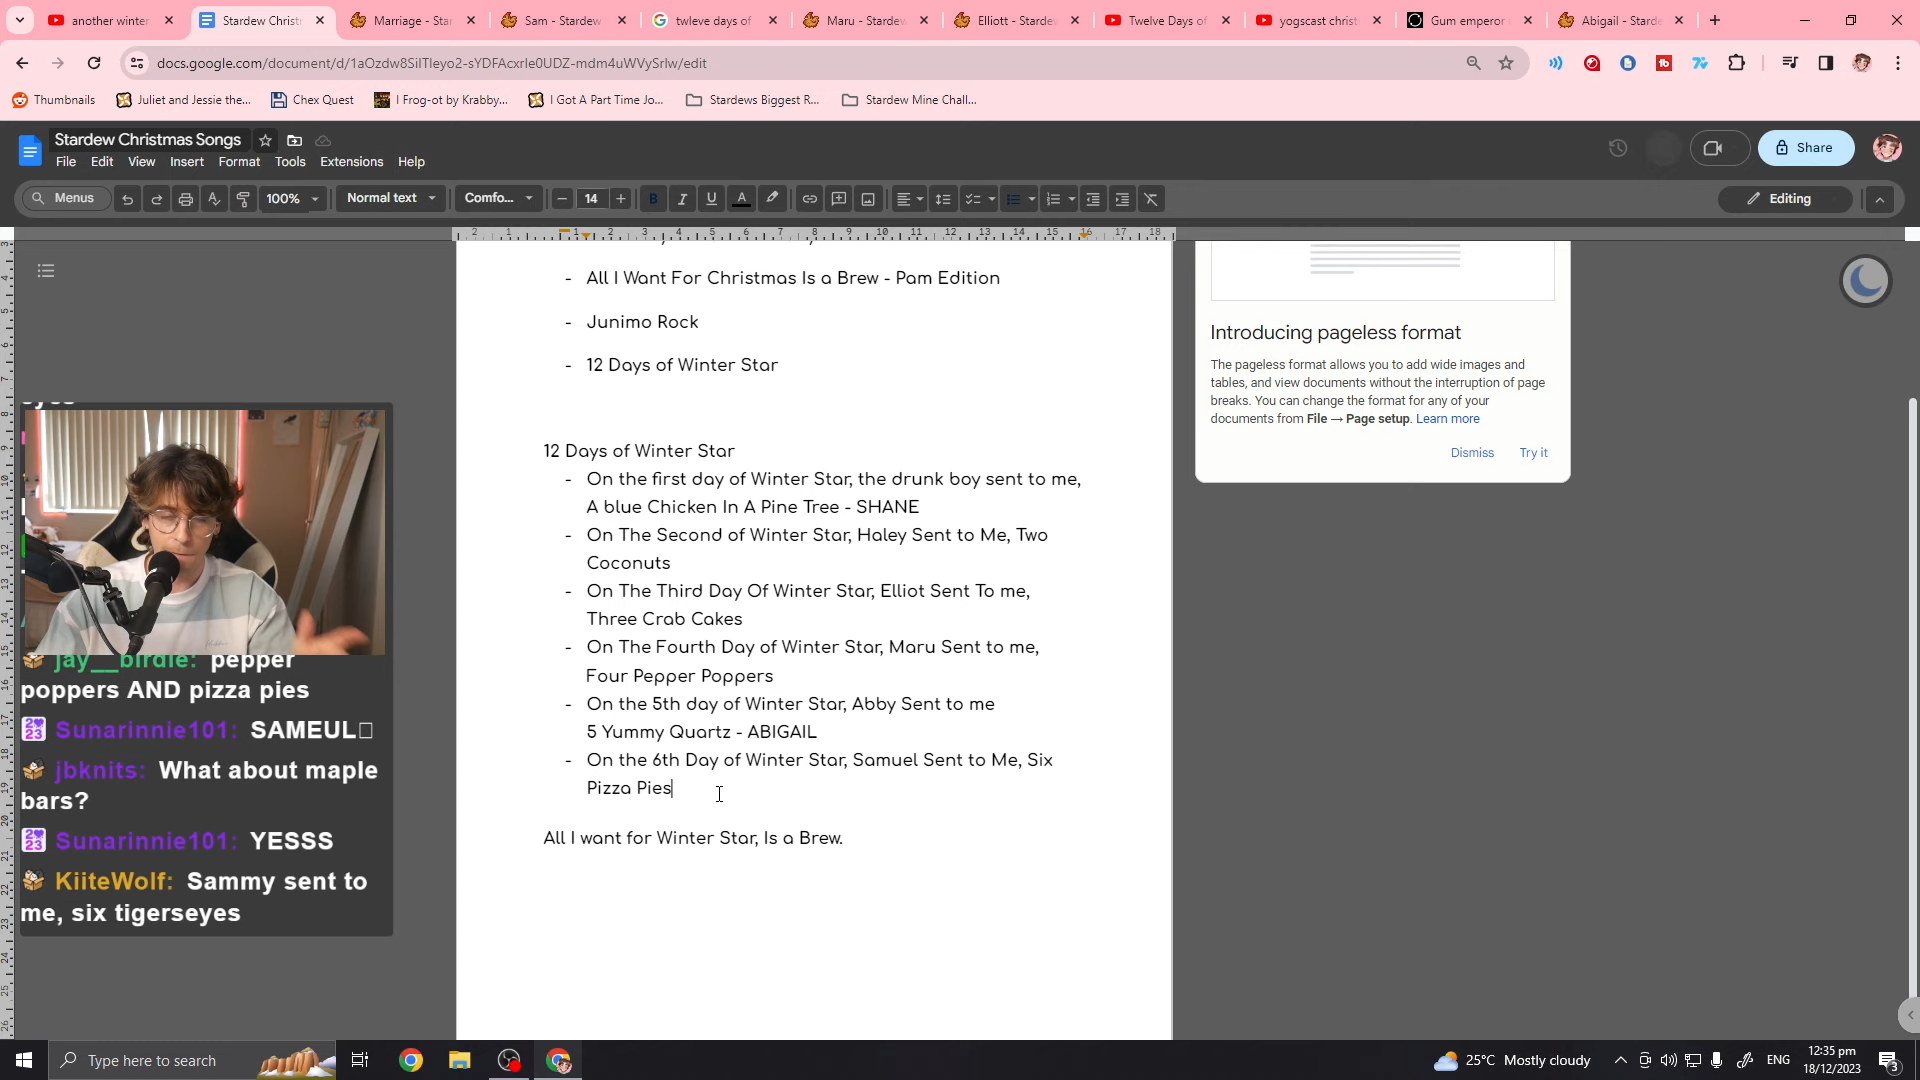 another winter
Stardew Christ
Marriage - Star
Sam - Stardew
twleve days of
Maru - Stardew
Elliott - Stardew
Twelve Days of
yogscast christ
Gum emperor
Abigail - Stard
docs.google.com/document/d/1aOzdw8SiITleyo2-sYDFAcxrIe0UDZ-mdm4uWVySrlw/edit
Thumbnails
Juliet and Jessie the...
Chex Quest
I Frog-ot by Krabby...
I Got A Part Time Jo...
Stardews Biggest R...
Stardew Mine Chall...
Stardew Christmas Songs
File Edit View Insert Format Tools Extensions Help
Share
Menus
100%
Normal text
Comfo...
14
Editing
- All I Want For Christmas Is a Brew - Pam Edition
- Junimo Rock
- 12 Days of Winter Star
12 Days of Winter Star
- On the first day of Winter Star, the drunk boy sent to me,
A blue Chicken In A Pine Tree - SHANE
- On The Second of Winter Star, Haley Sent to Me, Two
Coconuts
- On The Third Day Of Winter Star, Elliot Sent To me,
Three Crab Cakes
- On The Fourth Day of Winter Star, Maru Sent to me,
Four Pepper Poppers
- On the 5th day of Winter Star, Abby Sent to me
5 Yummy Quartz - ABIGAIL
- On the 6th Day of Winter Star, Samuel Sent to Me, Six
Pizza Pies
All I want for Winter Star, Is a Brew.
Introducing pageless format
The pageless format allows you to add wide images and
tables, and view documents without the interruption of page
breaks. You can change the format for any of your
documents from File → Page setup. Learn more
Dismiss Try it
jay__birdie: pepper
poppers AND pizza pies
Sunarinnie101: SAMEUL
jbknits: What about maple
bars?
Sunarinnie101: YESSS
KiiteWolf: Sammy sent to
me, six tigerseyes
Type here to search
25°C Mostly cloudy
ENG
12:35 pm
18/12/2023
3